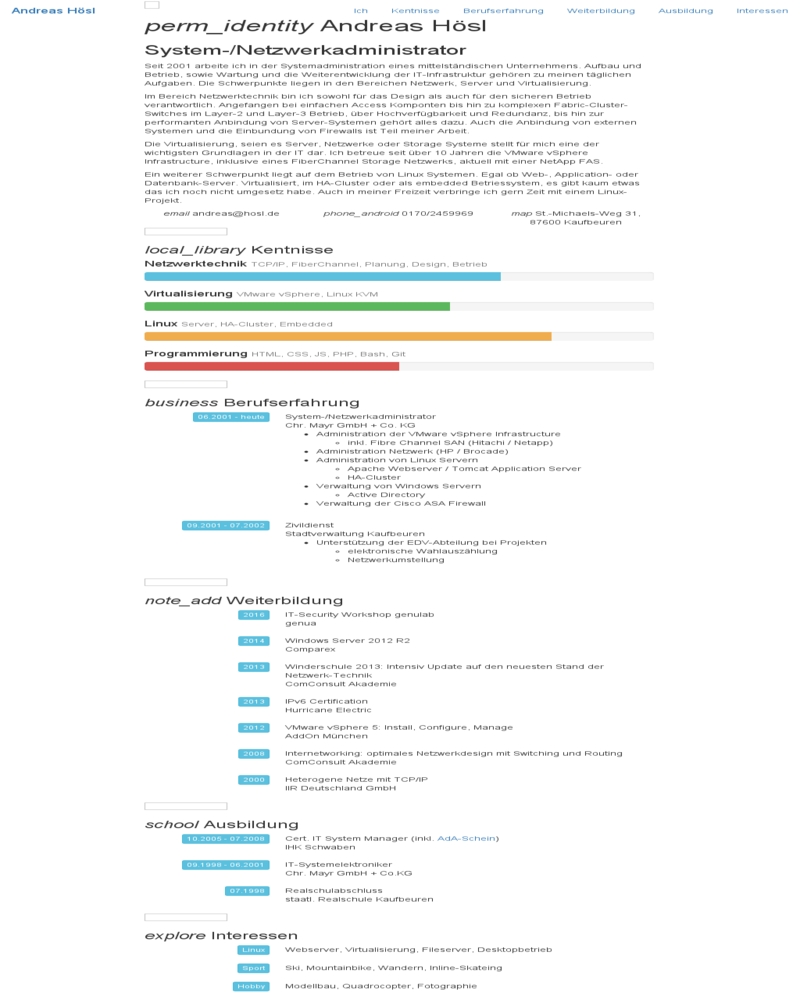 Andreas Hösl
Ich Kentnisse Berufserfahrung Weiterbildung Ausbildung Interessen
perm_identity Andreas Hösl
System-/Netzwerkadministrator
Seit 2001 arbeite ich in der Systemadministration eines mittelständischen Unternehmens. Aufbau und
Betrieb, sowie Wartung und die Weiterentwicklung der IT-Infrastruktur gehören zu meinen täglichen
Aufgaben. Die Schwerpunkte liegen in den Bereichen Netzwerk, Server und Virtualisierung.
Im Bereich Netzwerktechnik bin ich sowohl für das Design als auch für den sicheren Betrieb
verantwortlich. Angefangen bei einfachen Access Komponten bis hin zu komplexen Fabric-Cluster-
Switches im Layer-2 und Layer-3 Betrieb, über Hochverfügbarkeit und Redundanz, bis hin zur
performanten Anbindung von Server-Systemen gehört alles dazu. Auch die Anbindung von externen
Systemen und die Einbundung von Firewalls ist Teil meiner Arbeit.
Die Virtualisierung, seien es Server, Netzwerke oder Storage Systeme stellt für mich eine der
wichtigsten Grundlagen in der IT dar. Ich betreue seit über 10 Jahren die VMware vSphere
Infrastructure, inklusive eines FiberChannel Storage Netzwerks, aktuell mit einer NetApp FAS.
Ein weiterer Schwerpunkt liegt auf dem Betrieb von Linux Systemen. Egal ob Web-, Application- oder
Datenbank-Server. Virtualisiert, im HA-Cluster oder als embedded Betriessystem, es gibt kaum etwas
das ich noch nicht umgesetz habe. Auch in meiner Freizeit verbringe ich gern Zeit mit einem Linux-
Projekt.
email andreas@hosl.de phone_android 0170/2459969 map St.-Michaels-Weg 31,
87600 Kaufbeuren
local_library Kentnisse
Netzwerktechnik TCP/IP, FiberChannel, Planung, Design, Betrieb
Virtualisierung VMware vSphere, Linux KVM
Linux Server, HA-Cluster, Embedded
Programmierung HTML, CSS, JS, PHP, Bash, Git
business Berufserfahrung
06.2001 - heute System-/Netzwerkadministrator
Chr. Mayr GmbH + Co. KG
• Administration der VMware vSphere Infrastructure
◦ inkl. Fibre Channel SAN (Hitachi / Netapp)
• Administration Netzwerk (HP / Brocade)
• Administration von Linux Servern
◦ Apache Webserver / Tomcat Application Server
◦ HA-Cluster
• Verwaltung von Windows Servern
◦ Active Directory
• Verwaltung der Cisco ASA Firewall
09.2001 - 07.2002 Zivildienst
Stadtverwaltung Kaufbeuren
• Unterstützung der EDV-Abteilung bei Projekten
◦ elektronische Wahlauszählung
◦ Netzwerkumstellung
note_add Weiterbildung
2016 IT-Security Workshop genulab
genua
2014 Windows Server 2012 R2
Comparex
2013 Winderschule 2013: Intensiv Update auf den neuesten Stand der
Netzwerk-Technik
ComConsult Akademie
2013 IPv6 Certification
Hurricane Electric
2012 VMware vSphere 5: Install, Configure, Manage
AddOn München
2008 Internetworking: optimales Netzwerkdesign mit Switching und Routing
ComConsult Akademie
2000 Heterogene Netze mit TCP/IP
IIR Deutschland GmbH
school Ausbildung
10.2005 - 07.2008 Cert. IT System Manager (inkl. AdA-Schein)
IHK Schwaben
09.1998 - 06.2001 IT-Systemelektroniker
Chr. Mayr GmbH + Co.KG
07.1998 Realschulabschluss
staatl. Realschule Kaufbeuren
explore Interessen
Linux Webserver, Virtualisierung, Fileserver, Desktopbetrieb
Sport Ski, Mountainbike, Wandern, Inline-Skateing
Hobby Modellbau, Quadrocopter, Fotographie